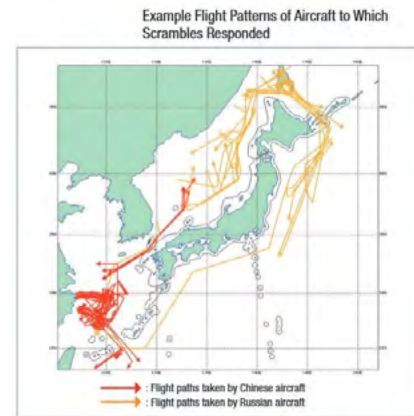 Example Flight Patterns of Aircraft to Which
Scrambles Responded
: Flight paths taken by Chinese aircraft
: Flight paths taken by Russian aircraft